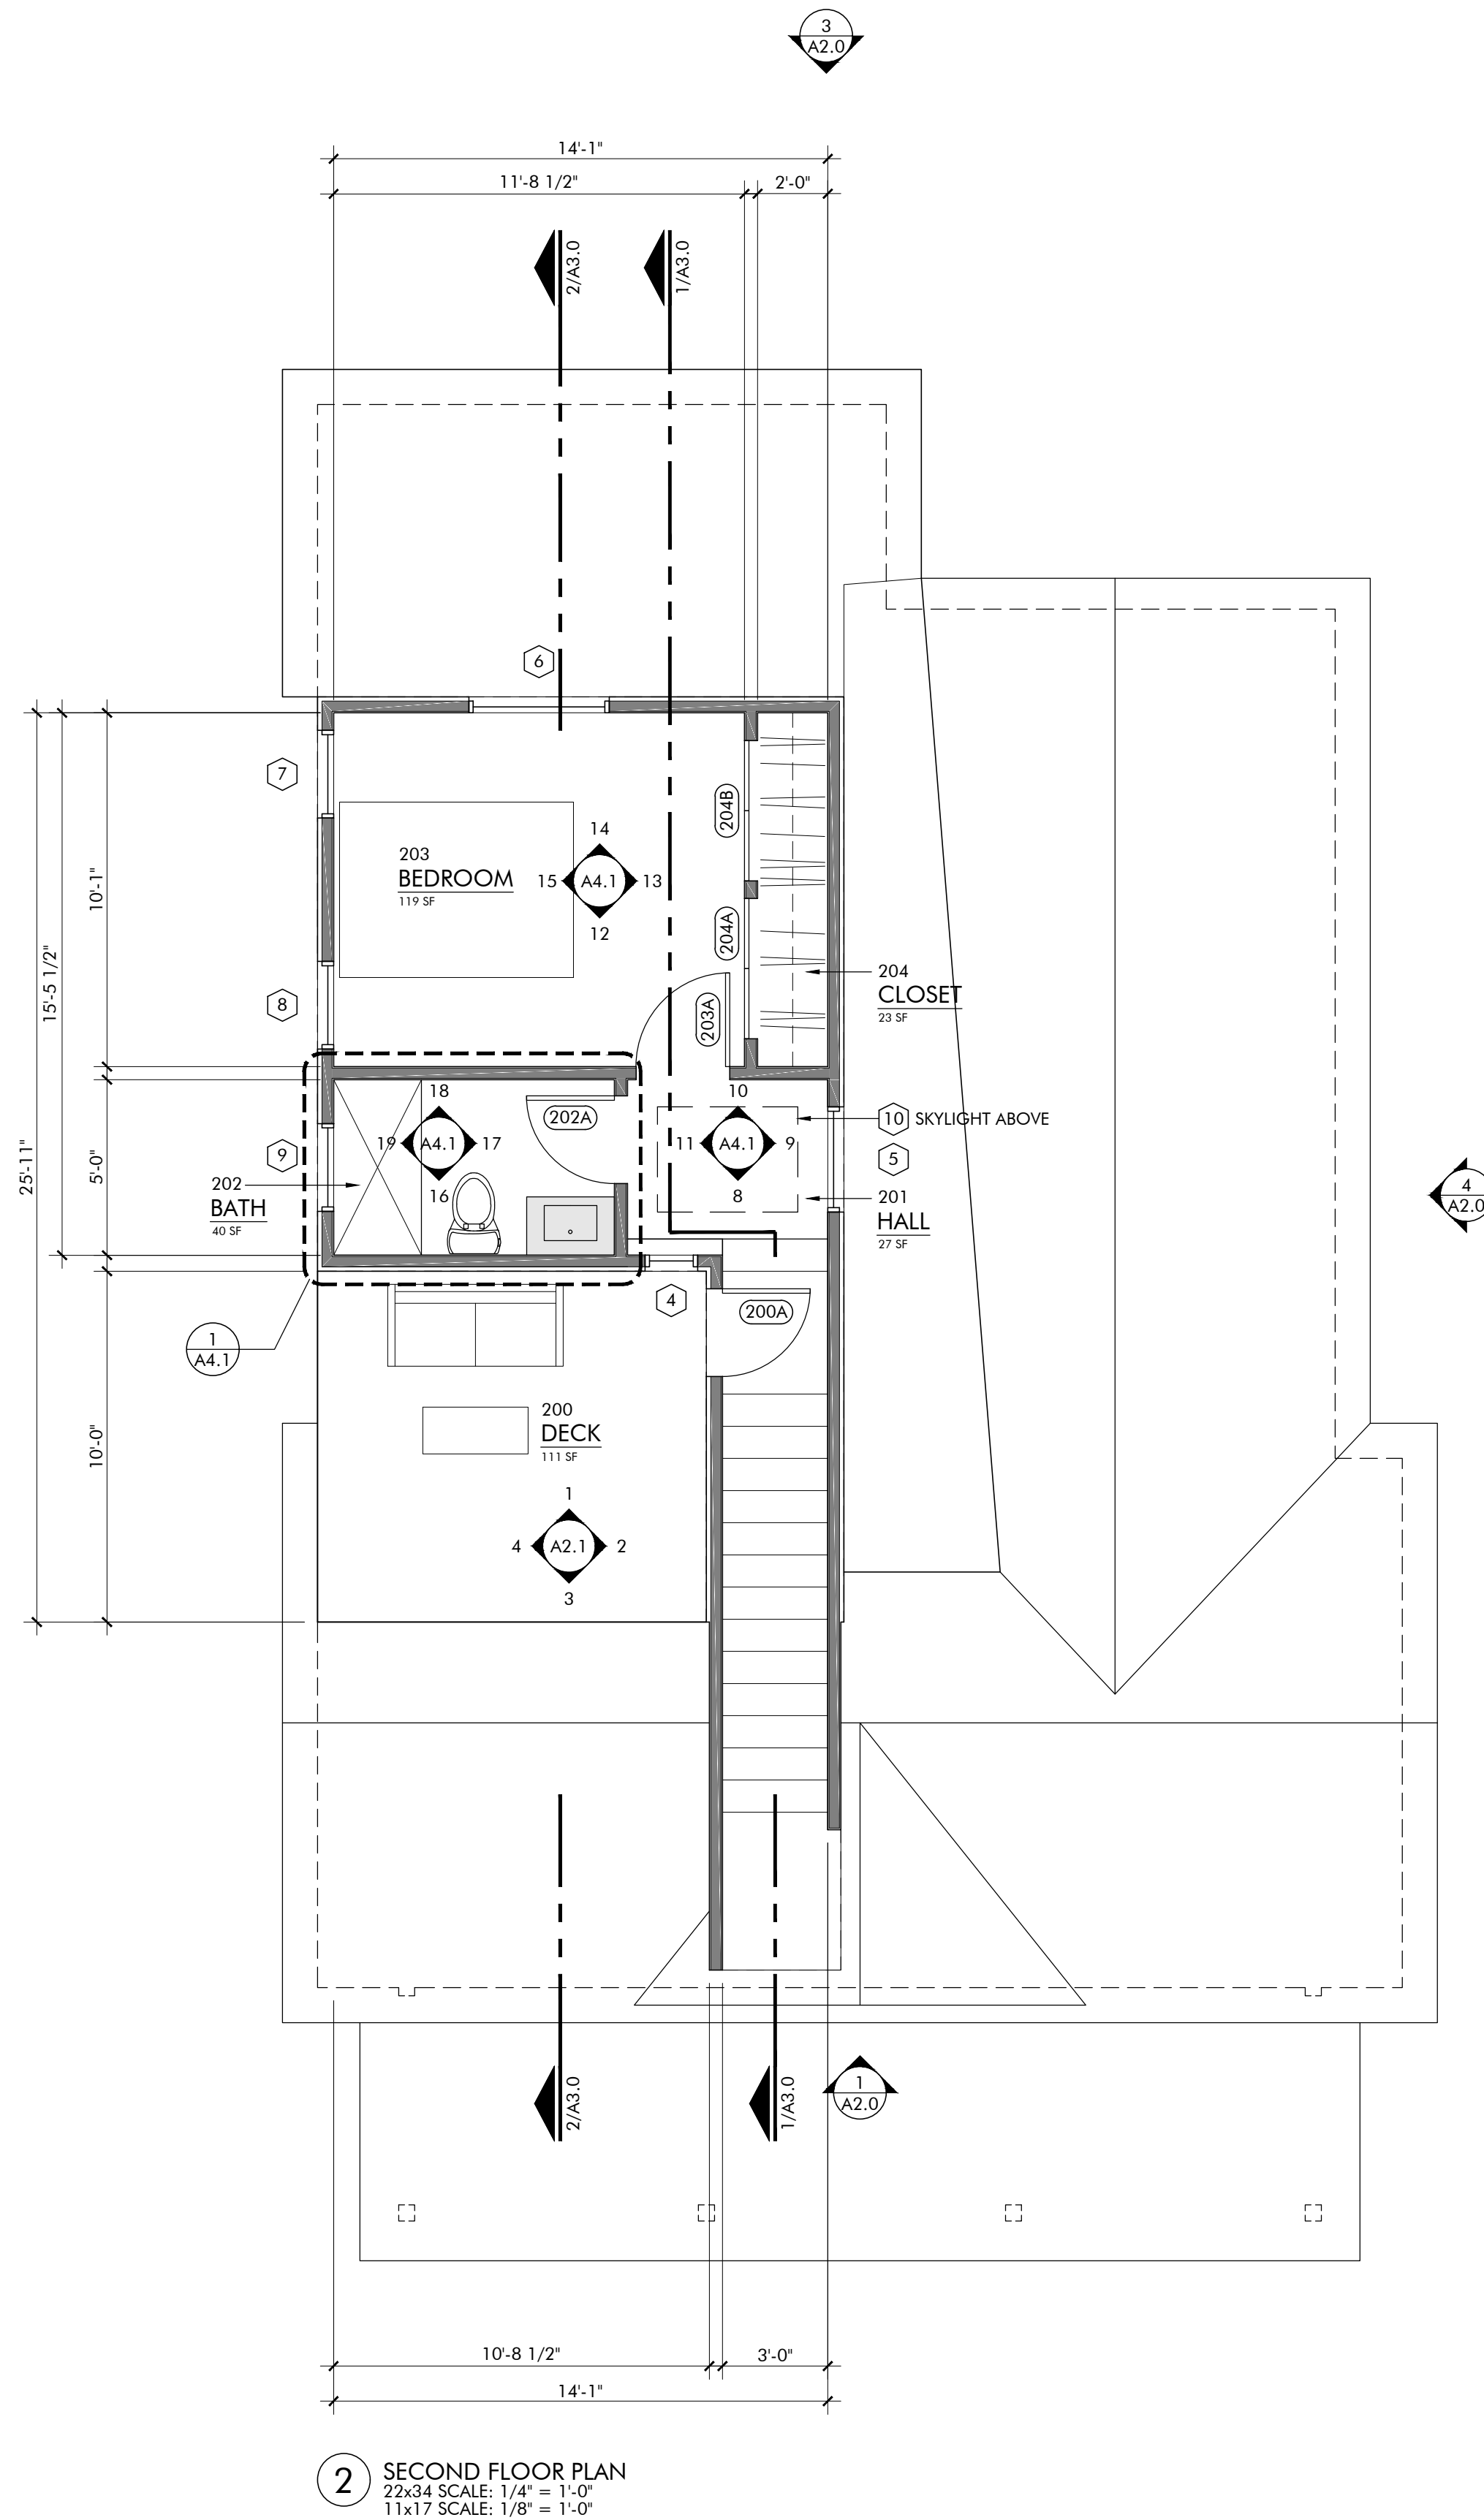 3
A2.0
14'-1"
11'-8 1/2"
2'-0"
2/A3.0
1/A3.0
6
7
204B
14
203
BEDROOM
119 SF
15
A4.1
13
12
10'-1"
204A
15'-5 1/2"
204
CLOSET
23 SF
8
203A
18
10
202A
10 SKYLIGHT ABOVE
19
A4.1
17
11
A4.1
9
9
5
25'-11"
5'-0"
202
BATH
40 SF
16
8
201
HALL
27 SF
4
A2.0
4
200A
1
A4.1
200
DECK
111 SF
10'-0"
1
4
A2.1
2
3
2/A3.0
1/A3.0
1
A2.0
10'-8 1/2"
3'-0"
14'-1"
2
SECOND FLOOR PLAN
22x34 SCALE: 1/4" = 1'-0"
11x17 SCALE: 1/8" = 1'-0"